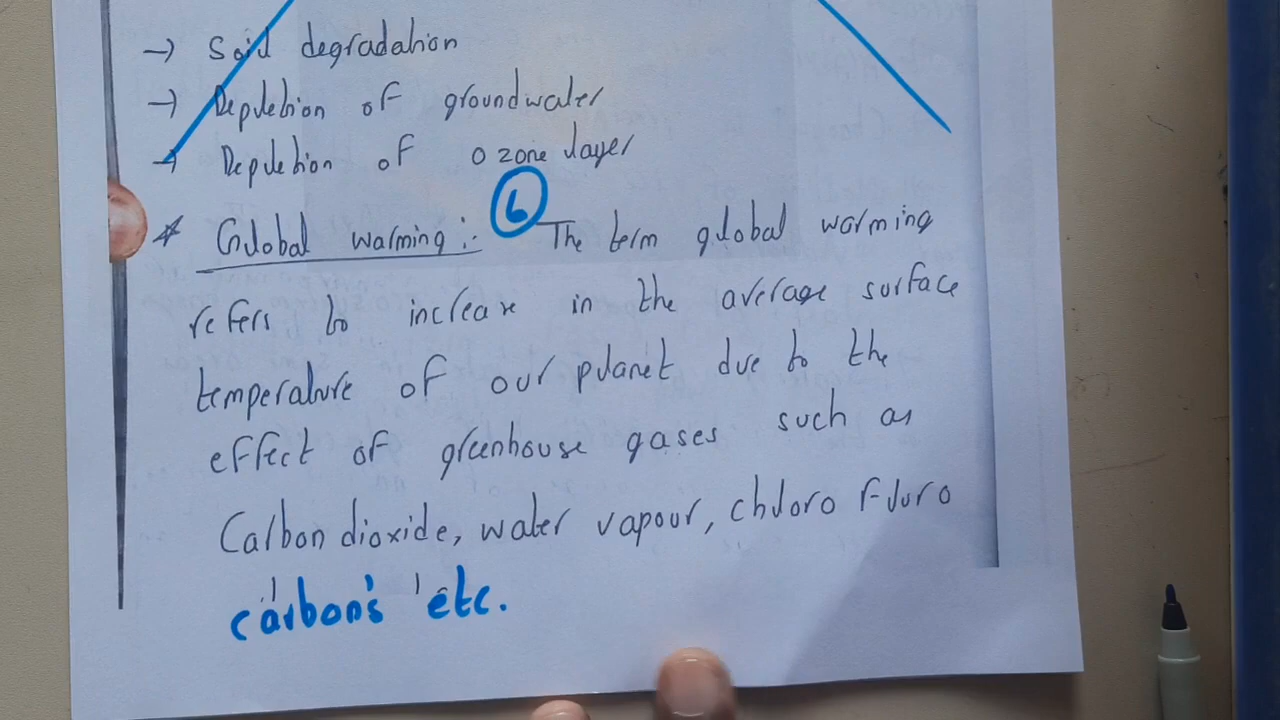 → Soil degradation
→ Depletion of groundwater
→ Depletion of ozone layer
* Global warming :- 6 The term global warming
refers to increase in the average surface
temperature of our planet due to the
effect of greenhouse gases such as
Carbon dioxide, water vapour, chloro fluro
carbon's etc.